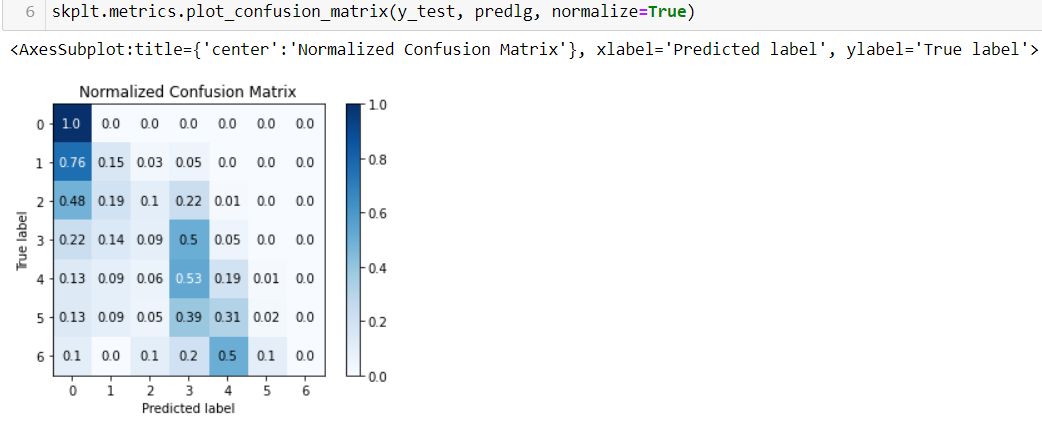 6 skplt.metrics.plot_confusion_matrix(y_test, predlg, normalize=True)
<AxesSubplot:title={'center':'Normalized Confusion Matrix'}, xlabel='Predicted label', ylabel='True label'>
Normalized Confusion Matrix
0 1.0 0.0 0.0 0.0 0.0 0.0 0.0
1 0.76 0.15 0.03 0.05 0.0 0.0 0.0
2 0.48 0.19 0.1 0.22 0.01 0.0 0.0
3 0.22 0.14 0.09 0.5 0.05 0.0 0.0
4 0.13 0.09 0.06 0.53 0.19 0.01 0.0
5 0.13 0.09 0.05 0.39 0.31 0.02 0.0
6 0.1 0.0 0.1 0.2 0.5 0.1 0.0
0 1 2 3 4 5 6
Predicted label
True label
1.0
0.8
0.6
0.4
0.2
0.0